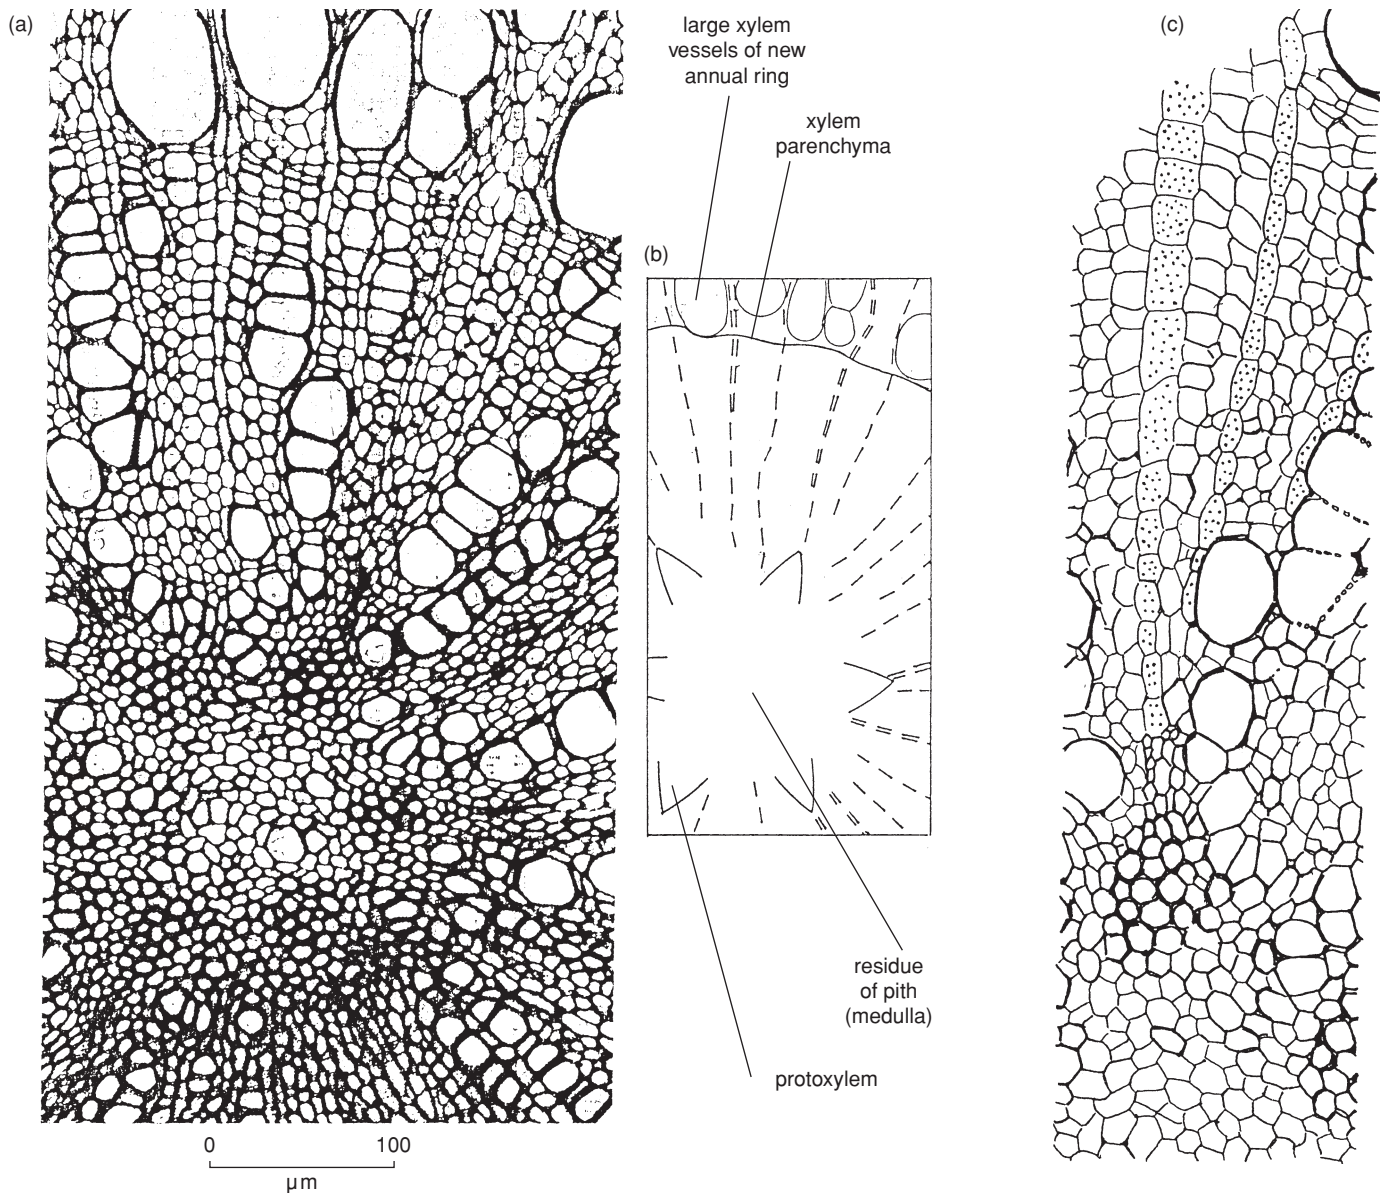 (a)
large xylem
vessels of new
annual ring
xylem
parenchyma
(b)
residue
of pith
(medulla)
protoxylem
(c)
0 100
µm